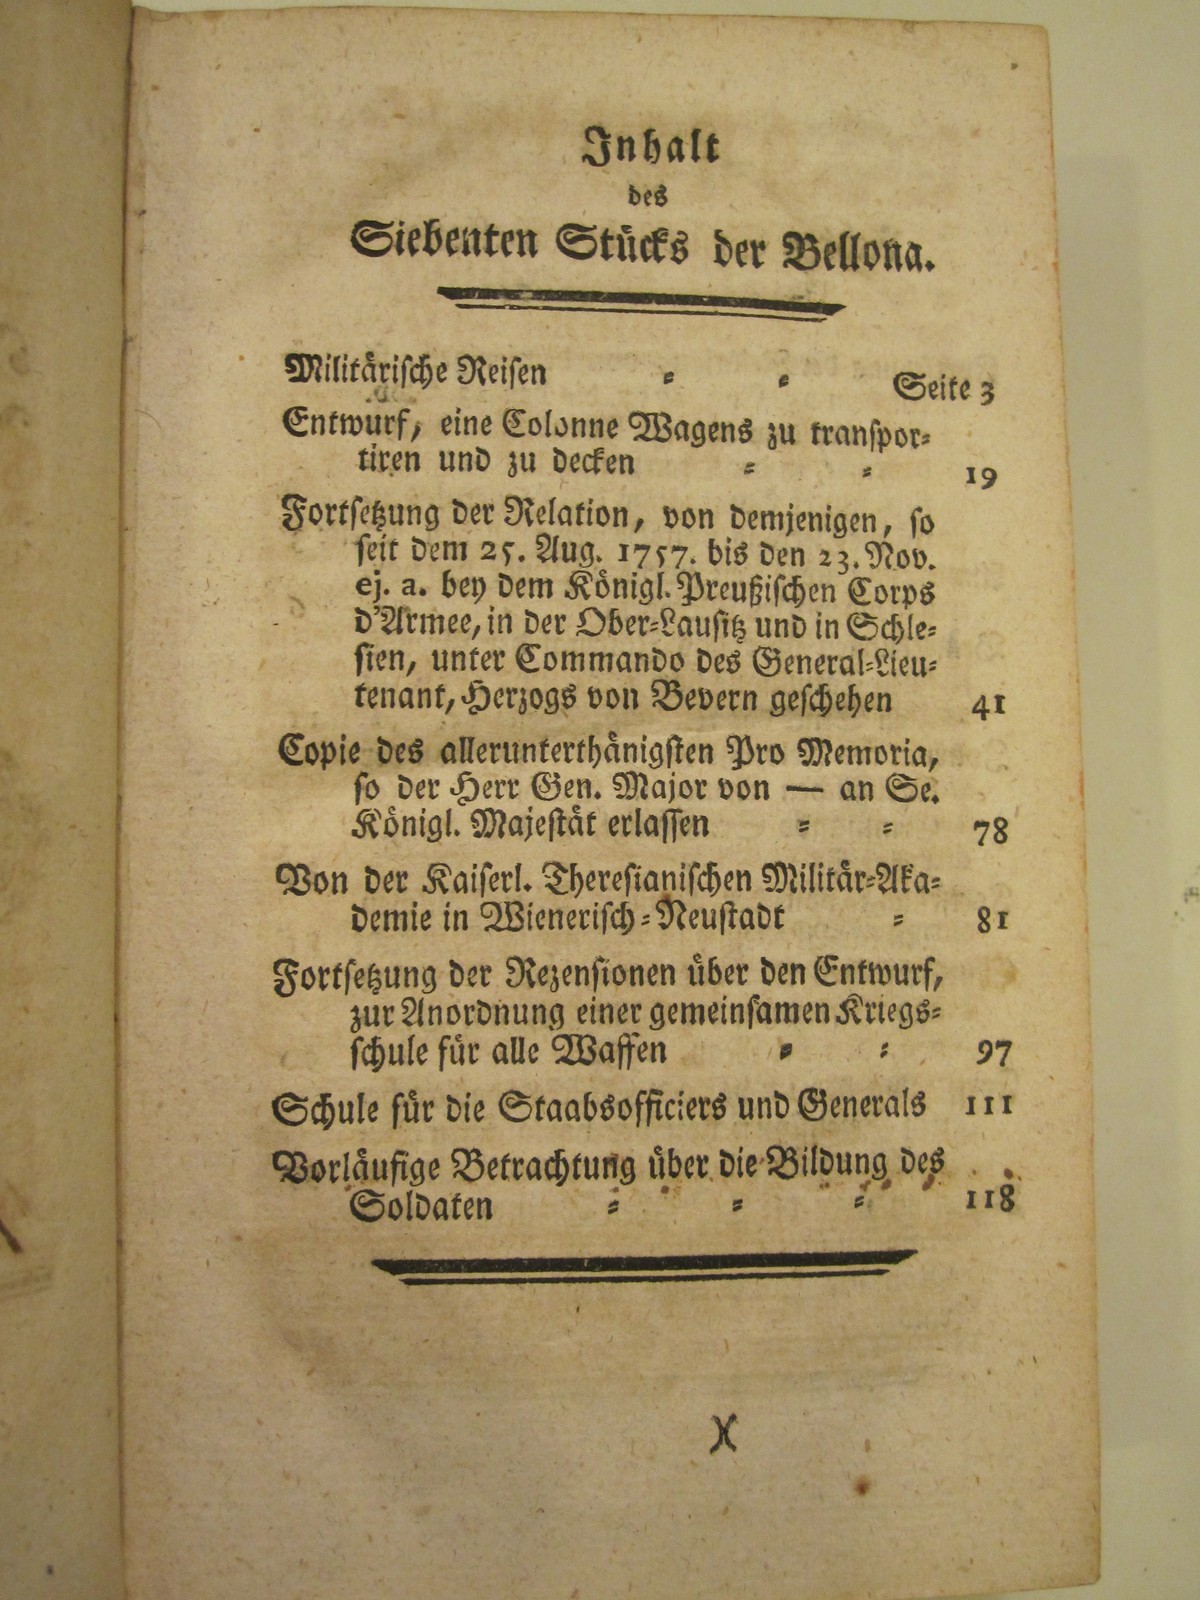 Inhalt
des
Siebenten Stücks der Bellona.
Militärische Reisen = = Seite 3
Entwurf, eine Colonne Wagens zu transpor=
tiren und zu decken = = 19
Fortsetzung der Relation, von demjenigen, so
seit dem 25. Aug. 1757. bis den 23. Nov.
ej. a. bey dem Königl. Preußischen Corps
d'Armee, in der Ober=Lausitz und in Schle=
sien, unter Commando des General=Lieu=
tenant, Herzogs von Bevern geschehen 41
Copie des allerunterthänigsten Pro Memoria,
so der Herr Gen. Major von — an Se.
Königl. Majestät erlassen = = 78
Von der Kaiserl. Theresianischen Militär=Aka=
demie in Wienerisch=Neustadt = 81
Fortsetzung der Rezensionen über den Entwurf,
zur Anordnung einer gemeinsamen Kriegs=
schule für alle Waffen = = 97
Schule für die Staabsofficiers und Generals 111
Vorläufige Betrachtung über die Bildung des
Soldaten = = = 118
)(